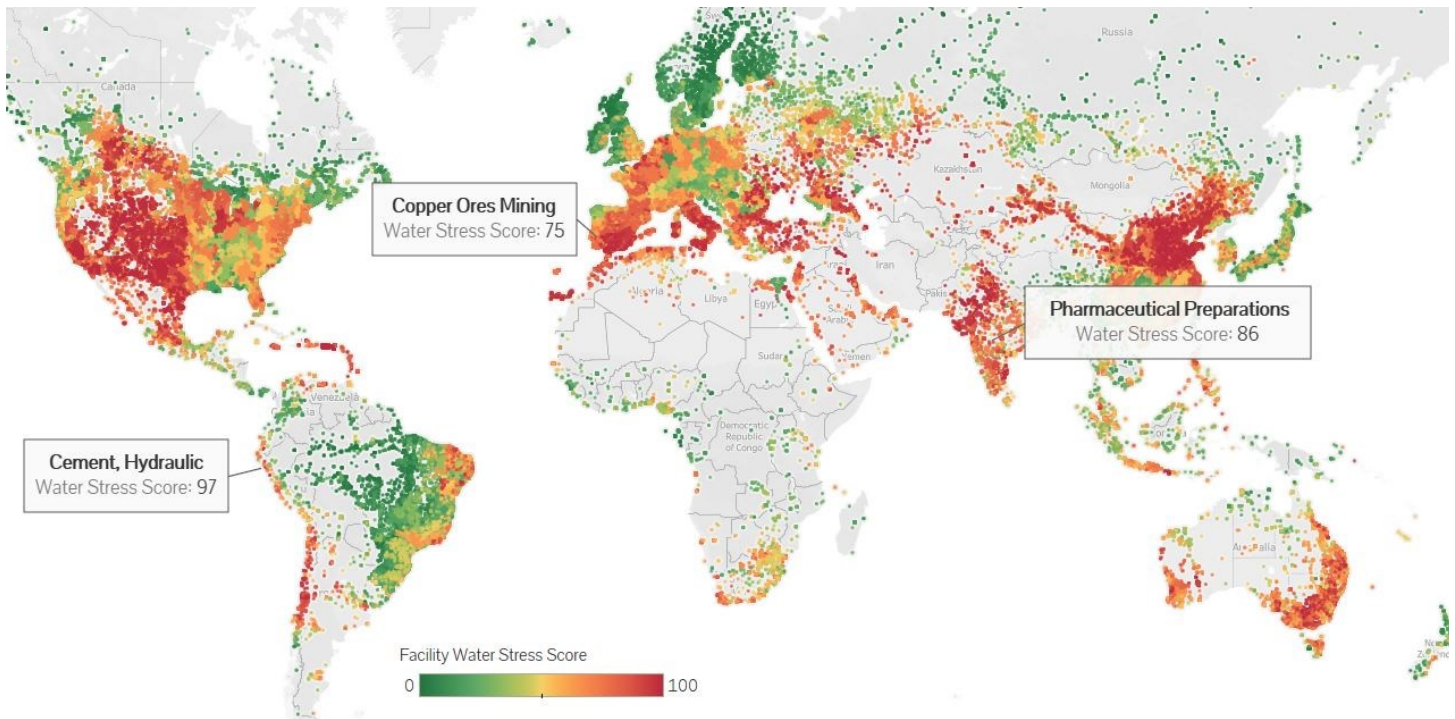 Russia
Canada
Kazakhstan
Mongolia
Copper Ores Mining
Water Stress Score: 75
Iran
Algeria
Libya
Egypt
Pharmaceutical Preparations
Water Stress Score: 86
Sudan
Yemen
Venezuela
Democratic
Republic
of Congo
Cement, Hydraulic
Water Stress Score: 97
Facility Water Stress Score
0
100